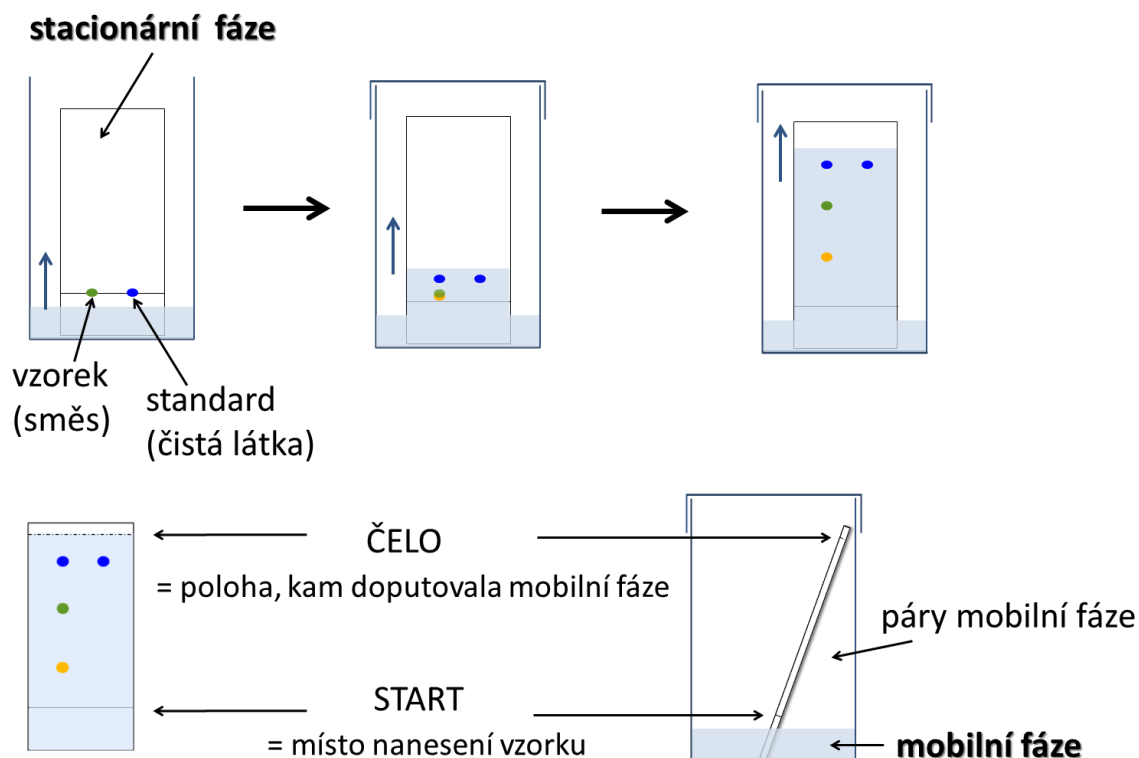 stacionární fáze
vzorek
(směs)
standard
(čistá látka)
ČELO
= poloha, kam doputovala mobilní fáze
páry mobilní fáze
START
= místo nanesení vzorku
mobilní fáze